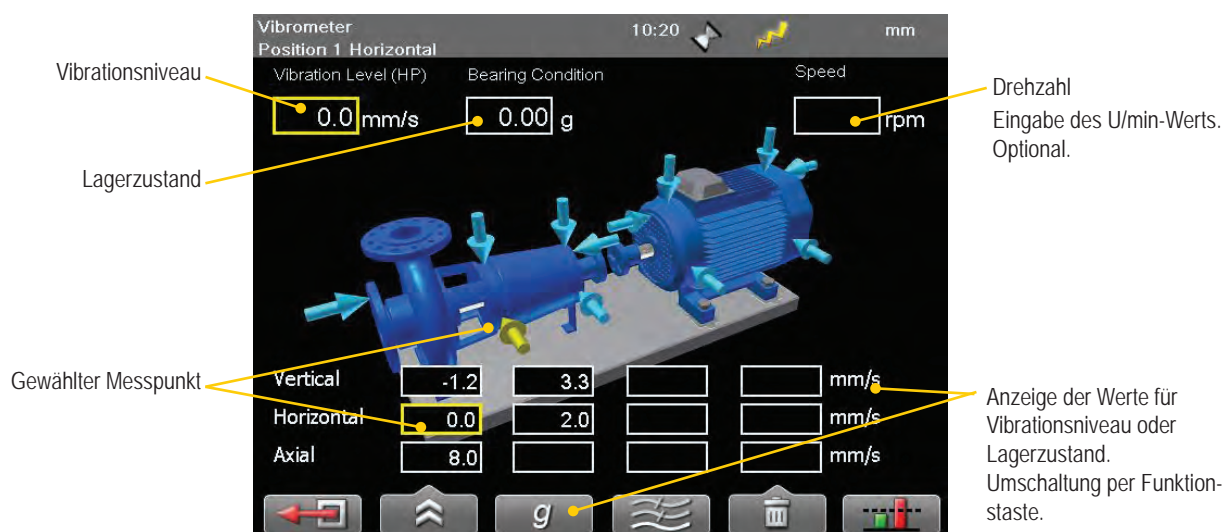 Vibrometer
10:20
mm
Position 1 Horizontal
Vibrationsniveau
Vibration Level (HP)
Bearing Condition
Speed
0.0 mm/s
0.00 g
rpm
Drehzahl
Eingabe des U/min-Werts.
Optional.
Lagerzustand
Gewählter Messpunkt
Vertical -1.2 3.3 mm/s
Horizontal 0.0 2.0 mm/s
Axial 8.0 mm/s
Anzeige der Werte für
Vibrationsniveau oder
Lagerzustand.
Umschaltung per Funktion-
staste.
g